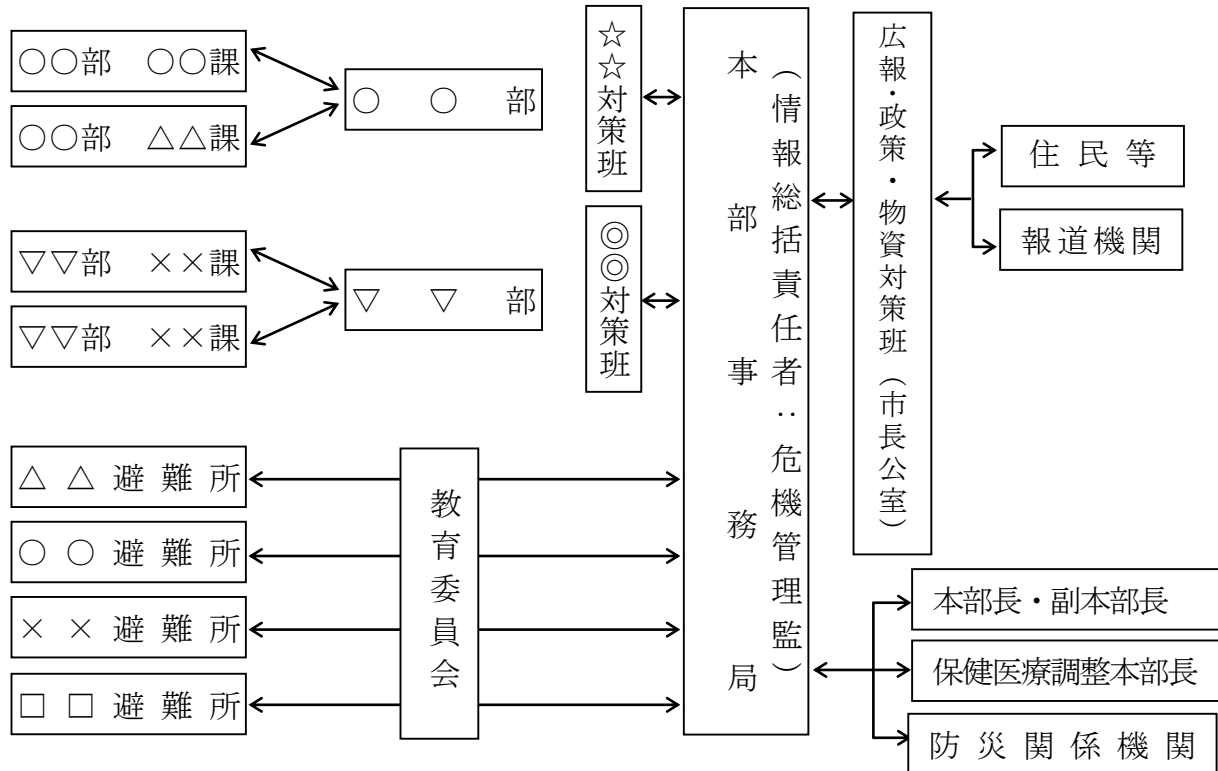 ○○部 ○○課
○○部 △△課
○ ○ 部
☆☆対策班
▽▽部 ××課
▽▽部 ××課
▽ ▽ 部
◎◎対策班
△ △ 避 難 所
○ ○ 避 難 所
× × 避 難 所
□ □ 避 難 所
教育委員会
本部事務局
（情報総括責任者：危機管理監）
広報・政策・物資対策班（市長公室）
住 民 等
報道機関
本部長・副本部長
保健医療調整本部長
防 災 関 係 機 関